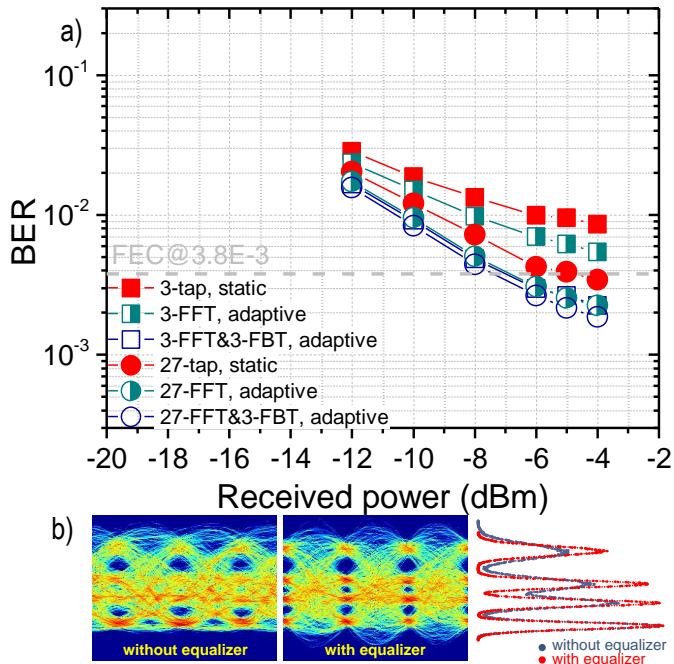 a)
10⁻¹
10⁻²
10⁻³
BER
FEC@3.8E-3
3-tap, static
3-FFT, adaptive
3-FFT&3-FBT, adaptive
27-tap, static
27-FFT, adaptive
27-FFT&3-FBT, adaptive
-20 -18 -16 -14 -12 -10 -8 -6 -4 -2
Received power (dBm)
b)
without equalizer
with equalizer
without equalizer
with equalizer